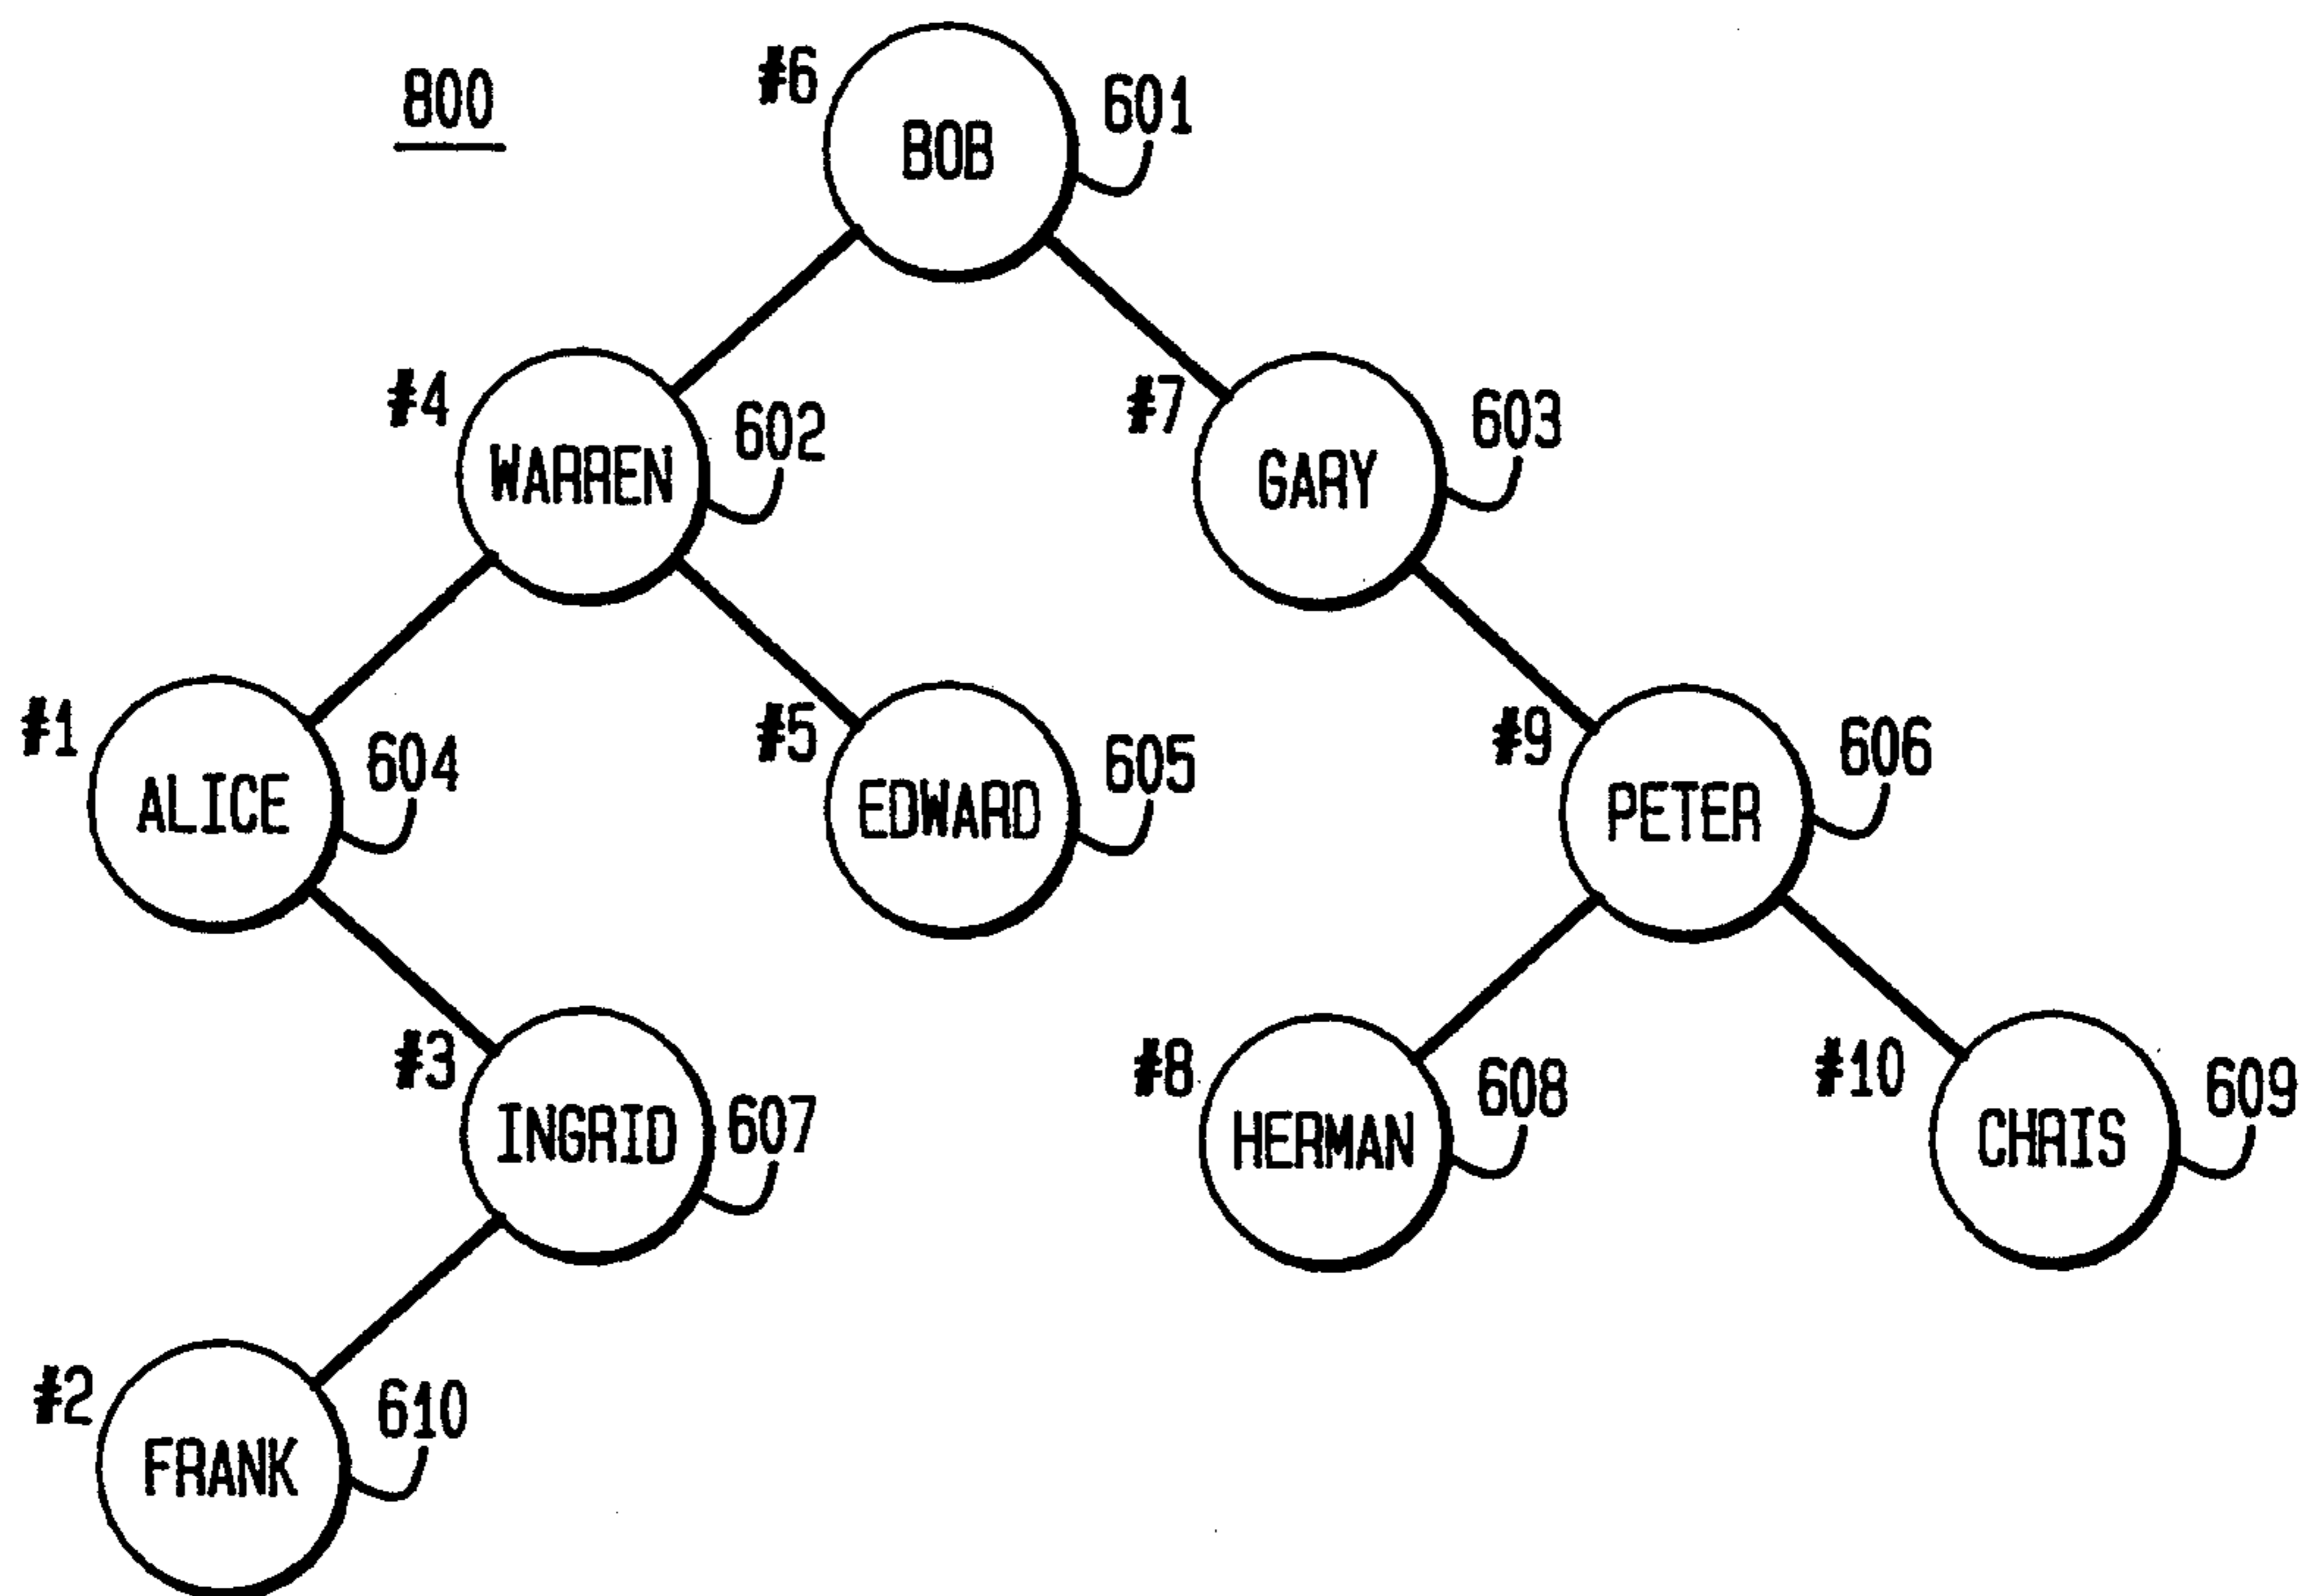 800
#6
601
BOB
#4
602
WARREN
#7
603
GARY
#1
604
ALICE
#5
605
EDWARD
#9
606
PETER
#3
607
INGRID
#8
608
HERMAN
#10
609
CHRIS
#2
610
FRANK